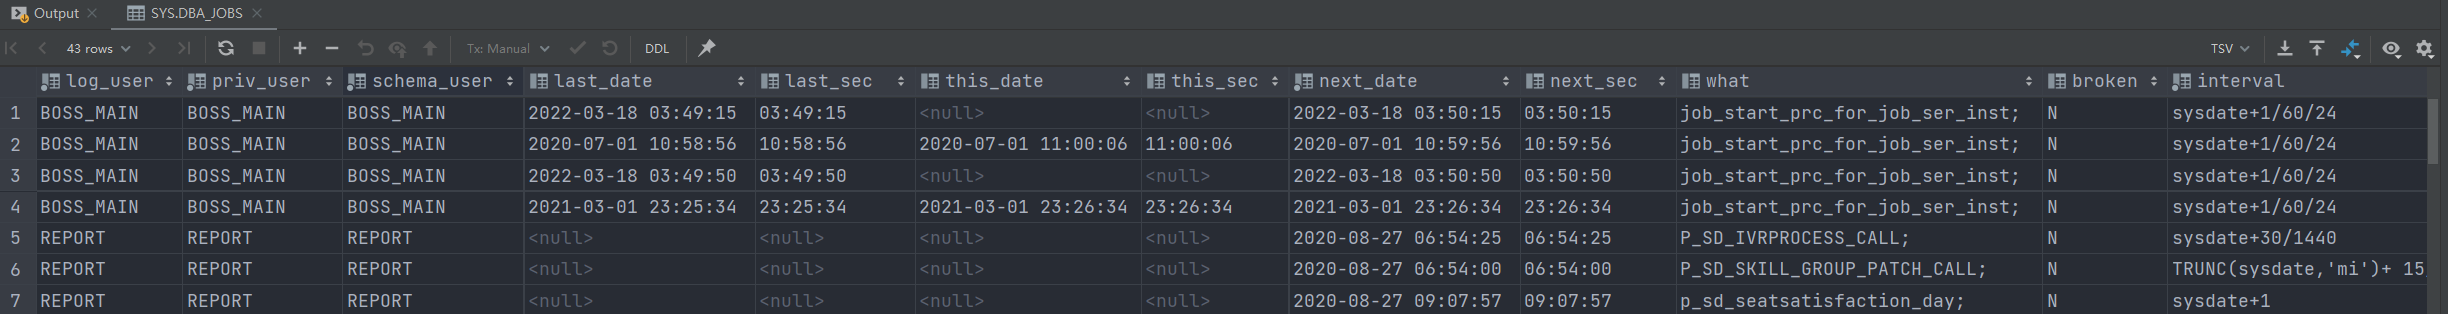 Output SYS.DBA_JOBS
43 rows Tx: Manual DDL TSV
log_user priv_user schema_user last_date last_sec this_date this_sec next_date next_sec what broken interval
1 BOSS_MAIN BOSS_MAIN BOSS_MAIN 2022-03-18 03:49:15 03:49:15 <null> <null> 2022-03-18 03:50:15 03:50:15 job_start_prc_for_job_ser_inst; N sysdate+1/60/24
2 BOSS_MAIN BOSS_MAIN BOSS_MAIN 2020-07-01 10:58:56 10:58:56 2020-07-01 11:00:06 11:00:06 2020-07-01 10:59:56 10:59:56 job_start_prc_for_job_ser_inst; N sysdate+1/60/24
3 BOSS_MAIN BOSS_MAIN BOSS_MAIN 2022-03-18 03:49:50 03:49:50 <null> <null> 2022-03-18 03:50:50 03:50:50 job_start_prc_for_job_ser_inst; N sysdate+1/60/24
4 BOSS_MAIN BOSS_MAIN BOSS_MAIN 2021-03-01 23:25:34 23:25:34 2021-03-01 23:26:34 23:26:34 2021-03-01 23:26:34 23:26:34 job_start_prc_for_job_ser_inst; N sysdate+1/60/24
5 REPORT REPORT REPORT <null> <null> <null> <null> 2020-08-27 06:54:25 06:54:25 P_SD_IVRPROCESS_CALL; N sysdate+30/1440
6 REPORT REPORT REPORT <null> <null> <null> <null> 2020-08-27 06:54:00 06:54:00 P_SD_SKILL_GROUP_PATCH_CALL; N TRUNC(sysdate,'mi')+ 15
7 REPORT REPORT REPORT <null> <null> <null> <null> 2020-08-27 09:07:57 09:07:57 p_sd_seatsatisfaction_day; N sysdate+1